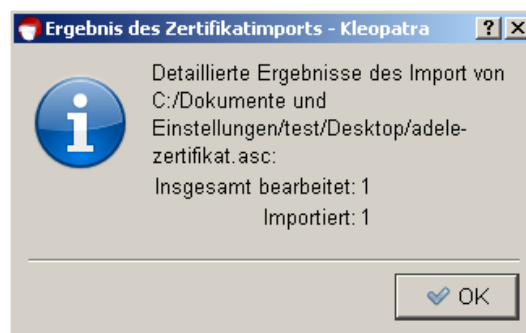 Ergebnis des Zertifikatimports - Kleopatra
Detaillierte Ergebnisse des Import von
C:/Dokumente und
Einstellungen/test/Desktop/adele-
zertifikat.asc:
Insgesamt bearbeitet: 1
Importiert: 1
OK